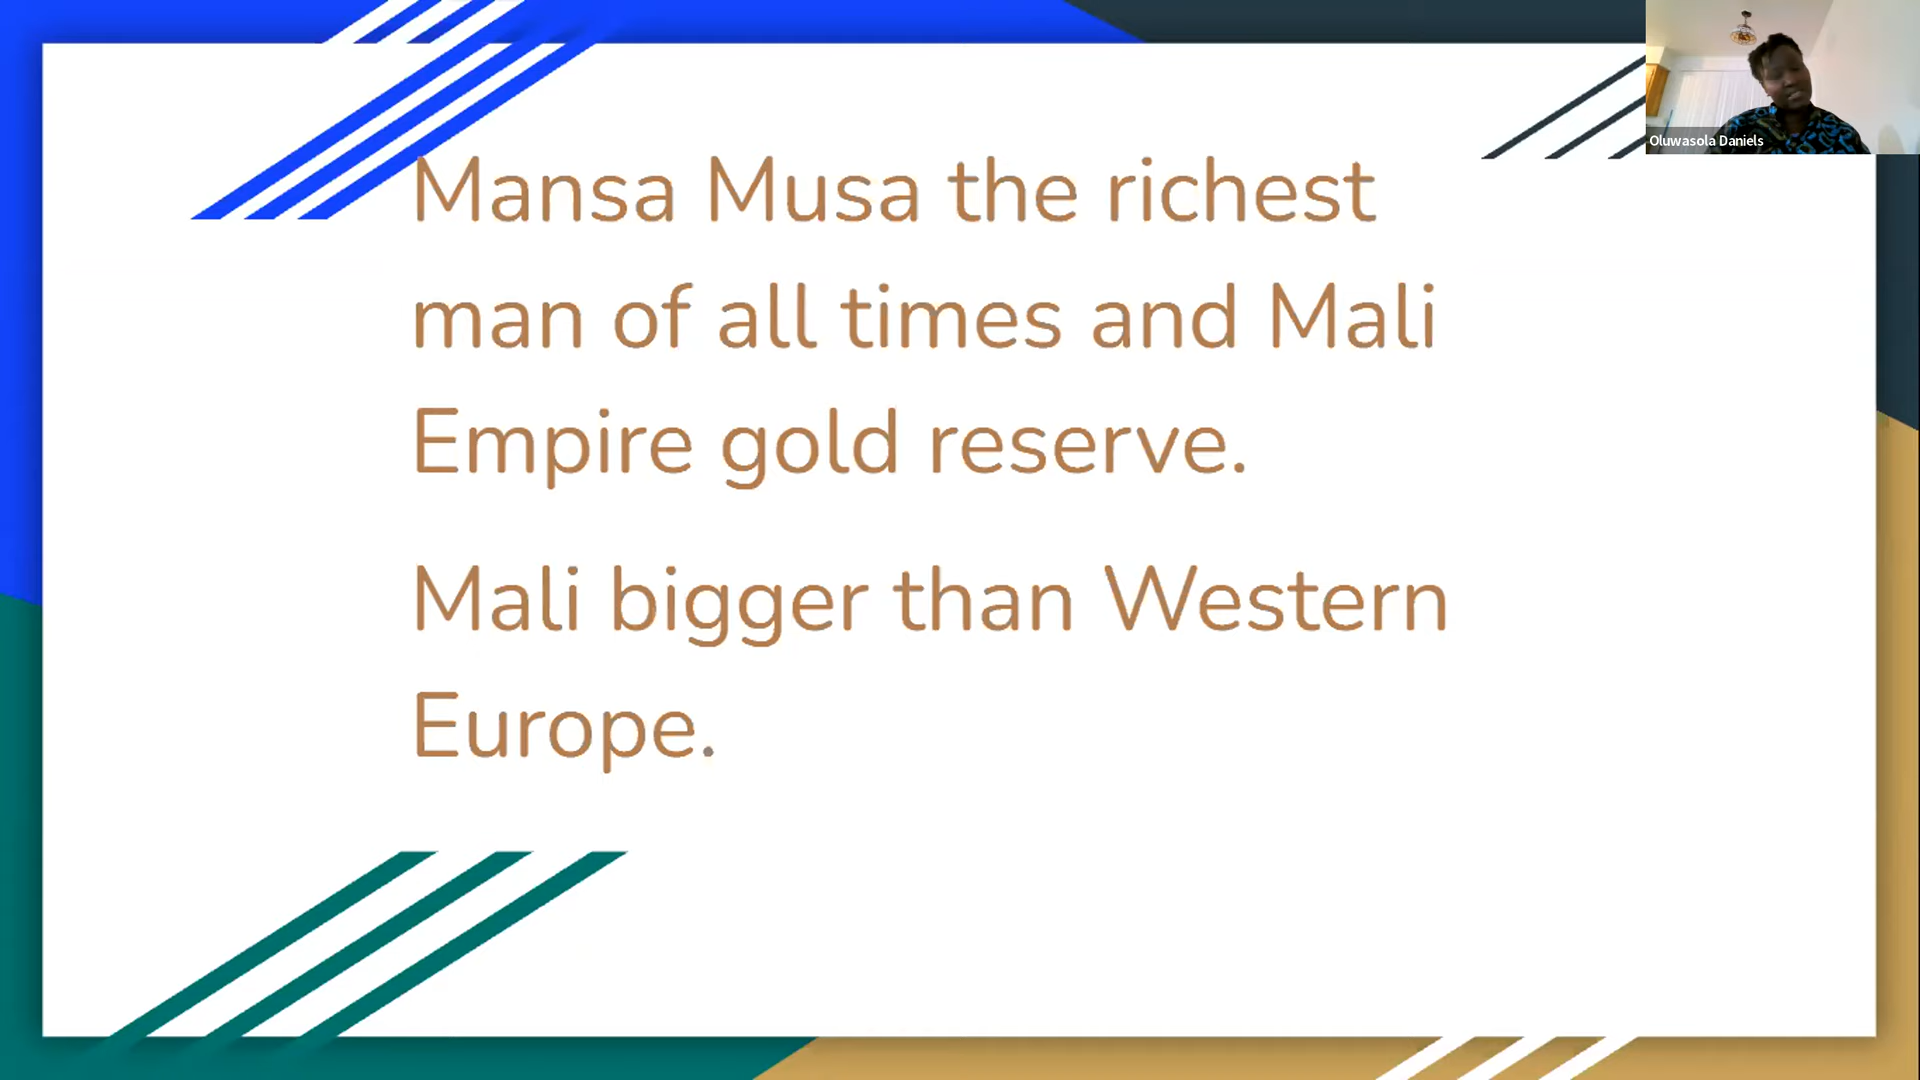 Oluwasola Daniels
Mansa Musa the richest
man of all times and Mali
Empire gold reserve.
Mali bigger than Western
Europe.